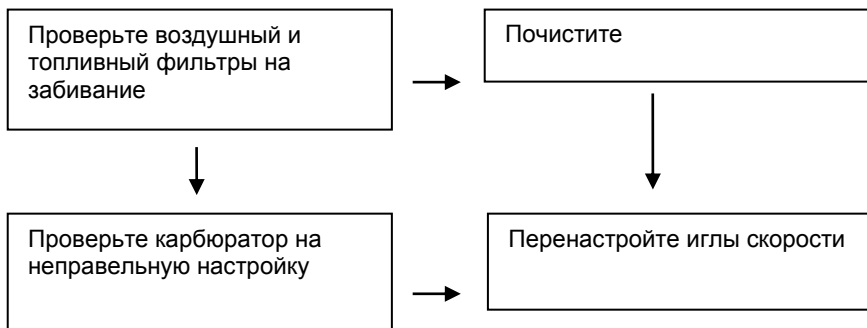 Проверьте воздушный и
топливный фильтры на
забивание
Почистите
Проверьте карбюратор на
неправельную настройку
Перенастройте иглы скорости